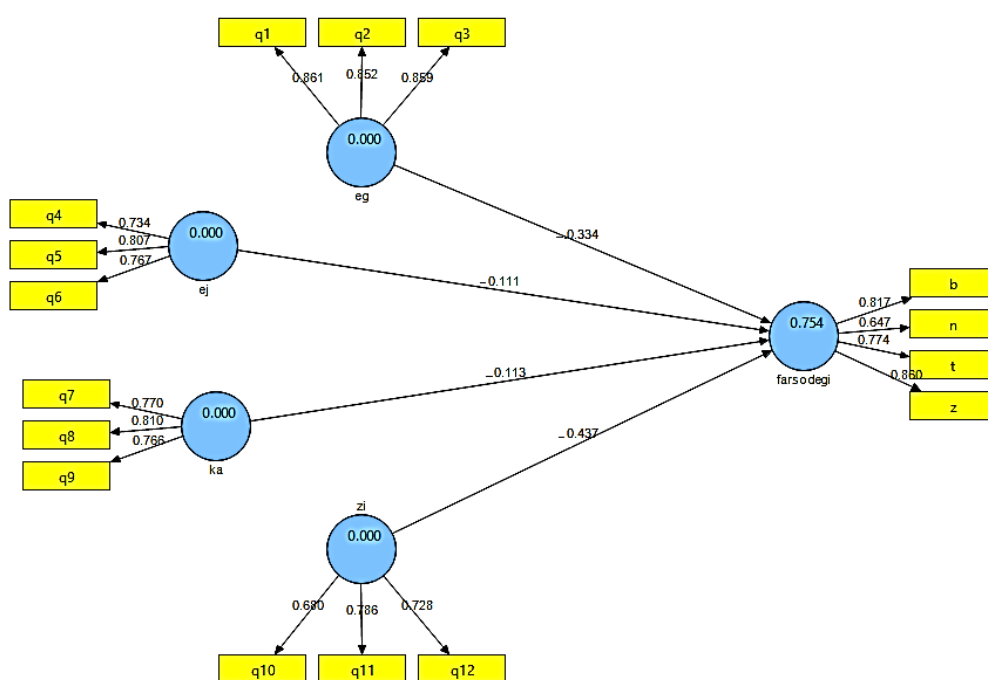 q1 q2 q3
0.861 0.852 0.859
0.000
eg
−0.334
q4 0.734
q5 0.807
q6 0.767
0.000
ej
−0.111
0.754
farsodegi
0.817 b
0.647 n
0.774 t
0.860 z
q7 0.770
q8 0.810
q9 0.766
0.000
ka
−0.113
−0.437
zi
0.000
0.680 0.786 0.728
q10 q11 q12